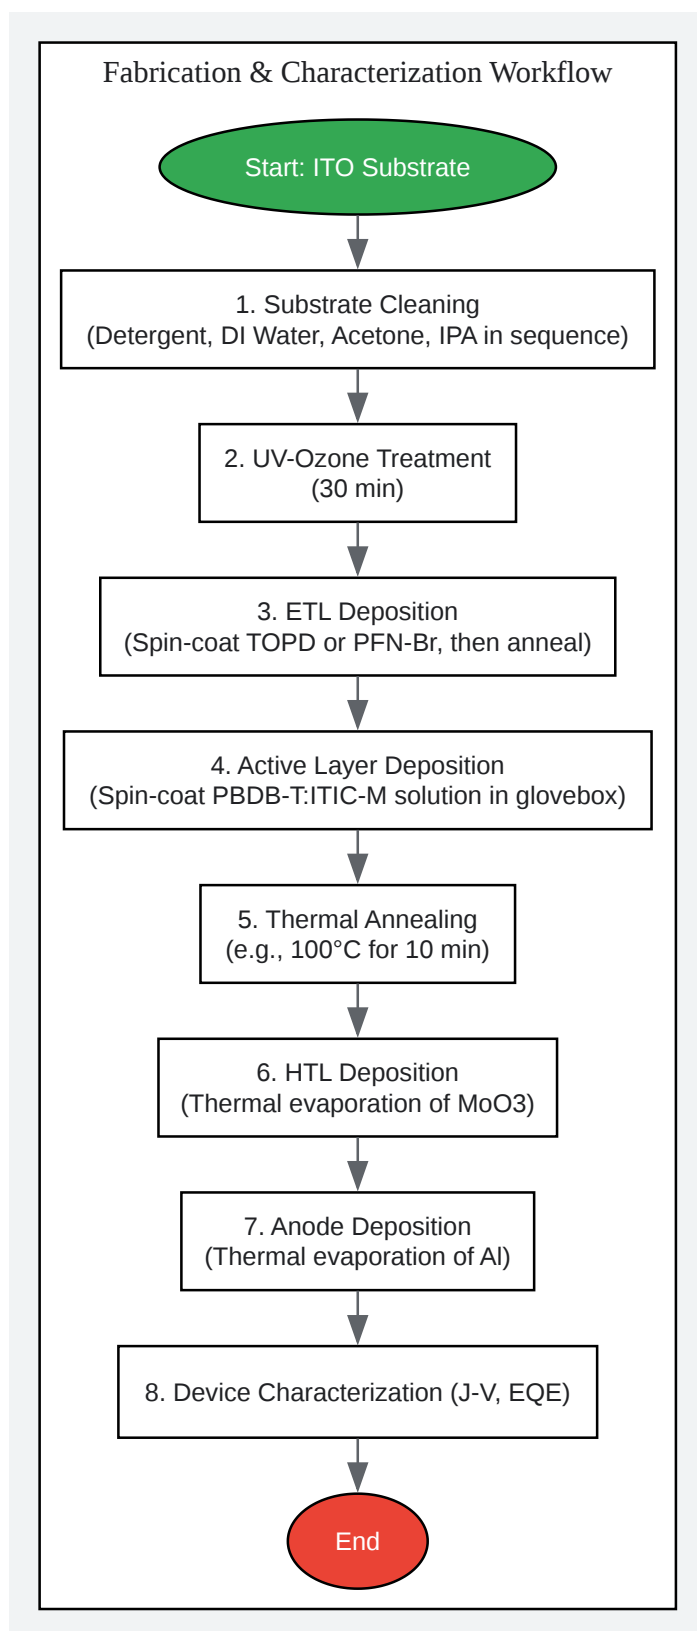 Fabrication & Characterization Workflow
Start: ITO Substrate
1. Substrate Cleaning
(Detergent, DI Water, Acetone, IPA in sequence)
2. UV-Ozone Treatment
(30 min)
3. ETL Deposition
(Spin-coat TOPD or PFN-Br, then anneal)
4. Active Layer Deposition
(Spin-coat PBDB-T:ITIC-M solution in glovebox)
5. Thermal Annealing
(e.g., 100°C for 10 min)
6. HTL Deposition
(Thermal evaporation of MoO3)
7. Anode Deposition
(Thermal evaporation of Al)
8. Device Characterization (J-V, EQE)
End